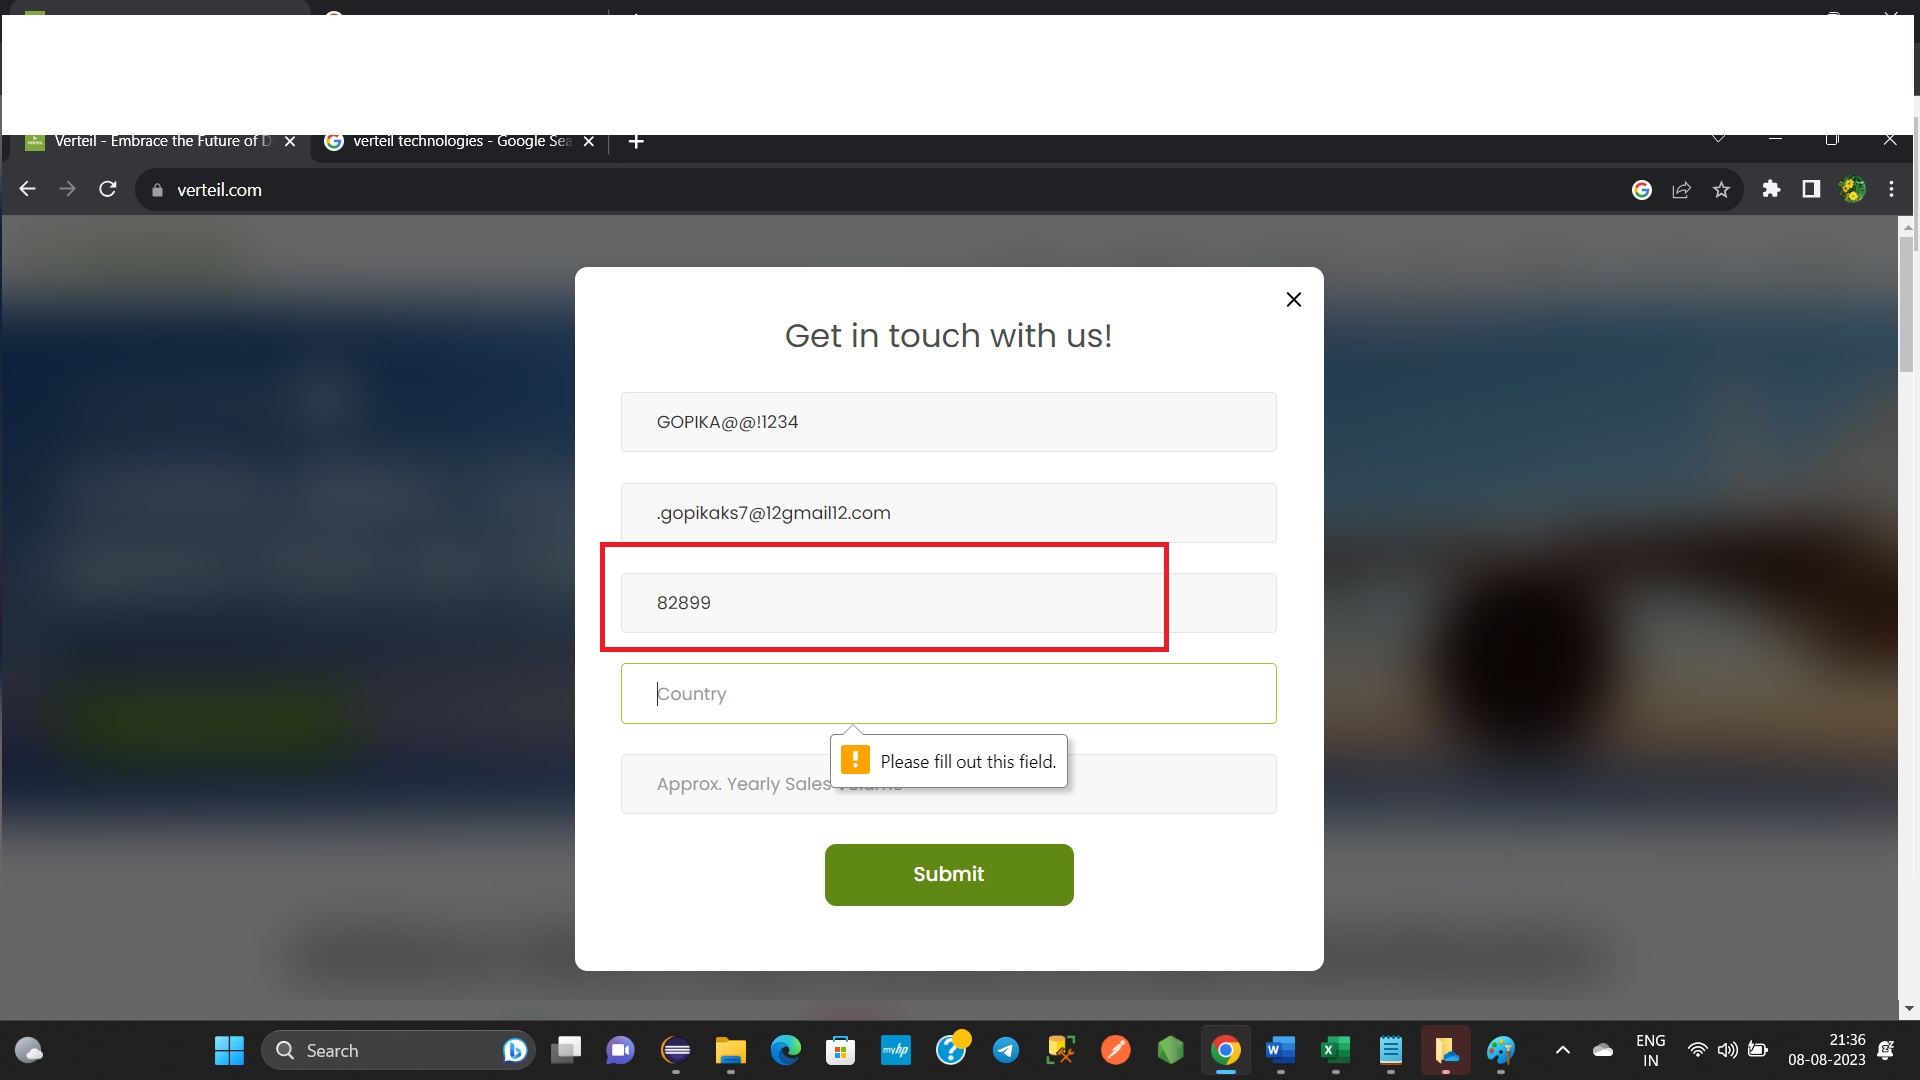 Verteil - Embrace the Future of D
verteil technologies - Google Sea
verteil.com
Get in touch with us!
GOPIKA@@!1234
.gopikaks7@12gmail12.com
82899
Country
Please fill out this field.
Approx. Yearly Sales Volume
Submit
Search
myhp
ENG
IN
21:36
08-08-2023